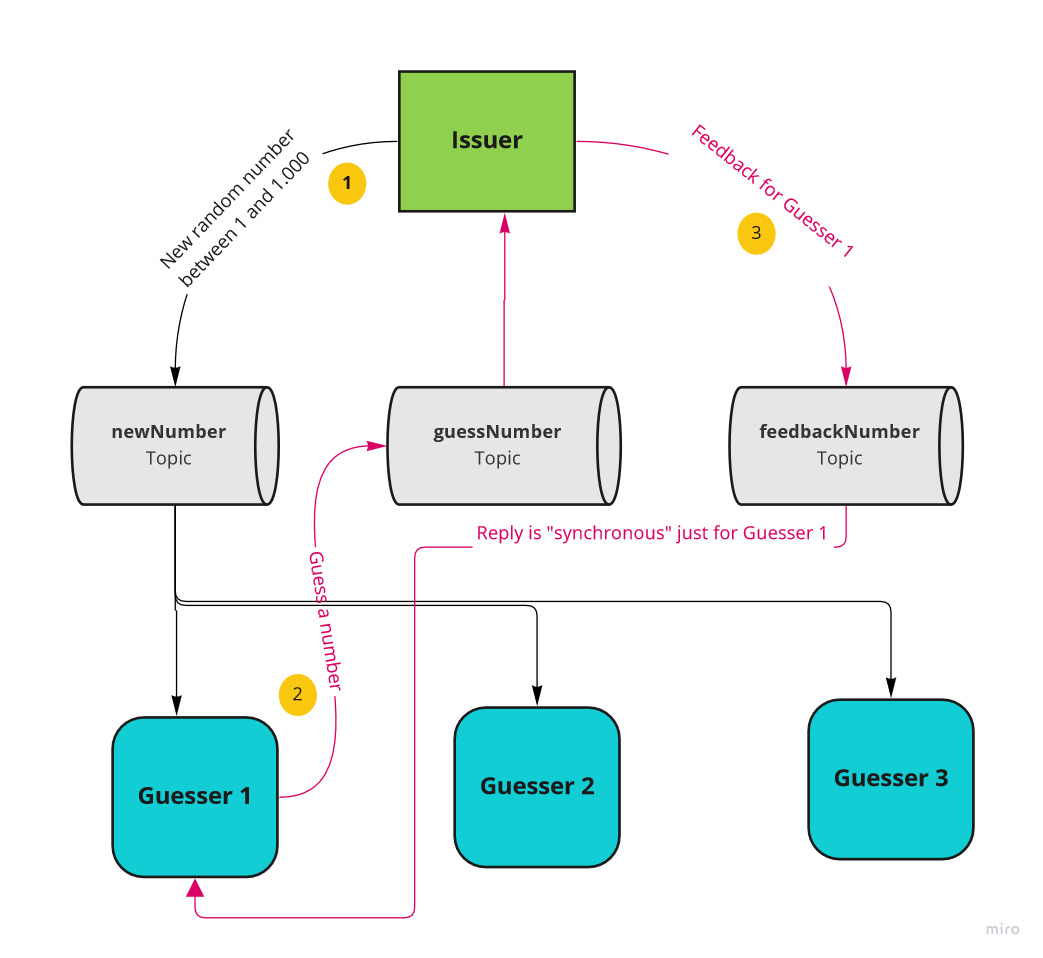 Issuer
New random number
between 1 and 1.000
1
Feedback for Guesser 1
3
newNumber
Topic
guessNumber
Topic
feedbackNumber
Topic
Reply is "synchronous" just for Guesser 1
Guess a number
2
Guesser 1
Guesser 2
Guesser 3
miro